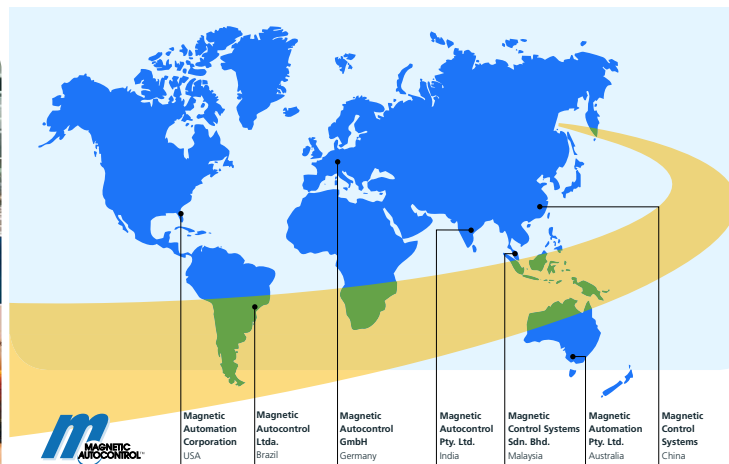 MAGNETIC
AUTOCONTROL™
Magnetic
Automation
Corporation
USA
Magnetic
Autocontrol
Ltda.
Brazil
Magnetic
Autocontrol
GmbH
Germany
Magnetic
Autocontrol
Pty. Ltd.
India
Magnetic
Control Systems
Sdn. Bhd.
Malaysia
Magnetic
Automation
Pty. Ltd.
Australia
Magnetic
Control
Systems
China